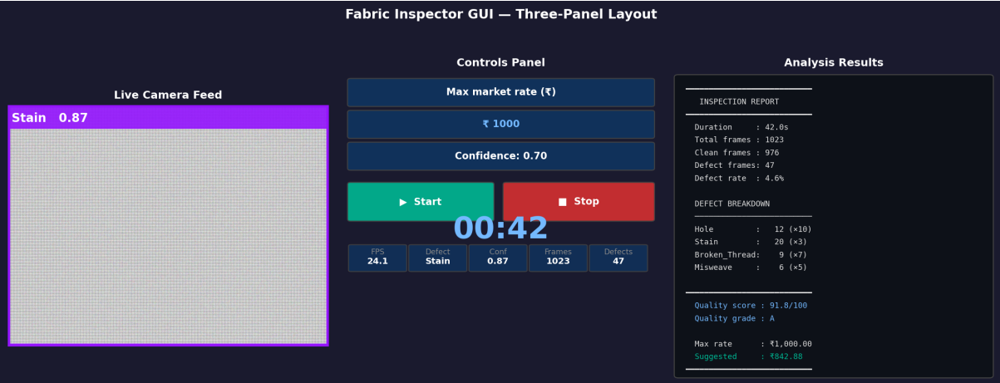 Fabric Inspector GUI — Three-Panel Layout
Live Camera Feed
Stain 0.87
Controls Panel
Max market rate (₹)
₹ 1000
Confidence: 0.70
▶ Start
■ Stop
00:42
FPS
24.1
Defect
Stain
Conf
0.87
Frames
1023
Defects
47
Analysis Results
INSPECTION REPORT
Duration : 42.0s
Total frames : 1023
Clean frames : 976
Defect frames: 47
Defect rate : 4.6%
DEFECT BREAKDOWN
Hole : 12 (×10)
Stain : 20 (×3)
Broken_Thread: 9 (×7)
Misweave : 6 (×5)
Quality score : 91.8/100
Quality grade : A
Max rate : ₹1,000.00
Suggested : ₹842.88